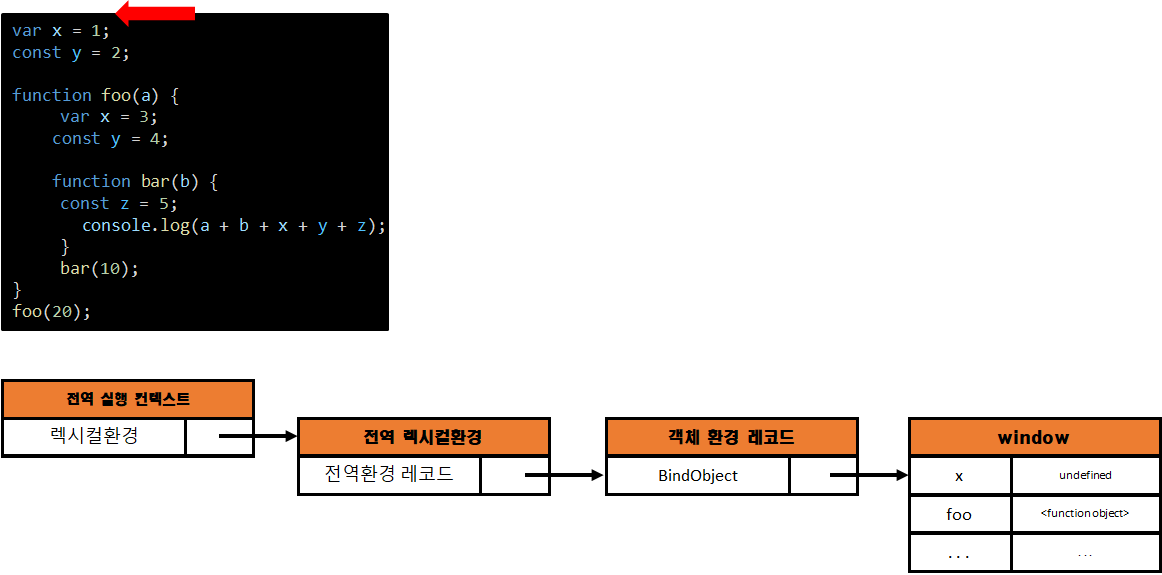 var x = 1;
const y = 2;
function foo(a) {
var x = 3;
const y = 4;
function bar(b) {
const z = 5;
console.log(a + b + x + y + z);
}
bar(10);
}
foo(20);
전역 실행 컨텍스트
렉시컬환경
전역 렉시컬환경
전역환경 레코드
객체 환경 레코드
BindObject
window
x undefined
foo <function object>
... ...